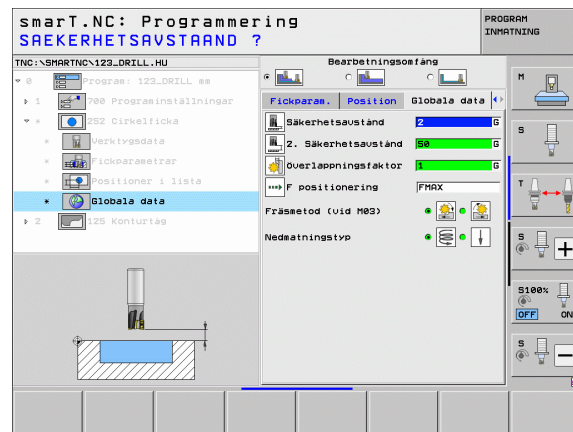 smarT.NC: Programmering
SAEKERHETSAVSTAAND ?
PROGRAM
INMATNING
TNC:\SMARTNC\123_DRILL.HU
0 Program: 123_DRILL mm
1 700 Programinställningar
* 252 Cirkelficka
* Verktygsdata
* Fickparametrar
* Positioner i lista
* Globala data
2 125 Konturtag
Bearbetningsomfång
Fickparam. Position Globala data
Säkerhetsavstånd 2 G
2. Säkerhetsavstånd 50 G
Överlappningsfaktor 1 G
F positionering FMAX
Fräsmetod (vid M03)
Nedmatningstyp
M
S
T
S
S100%
OFF ON
S